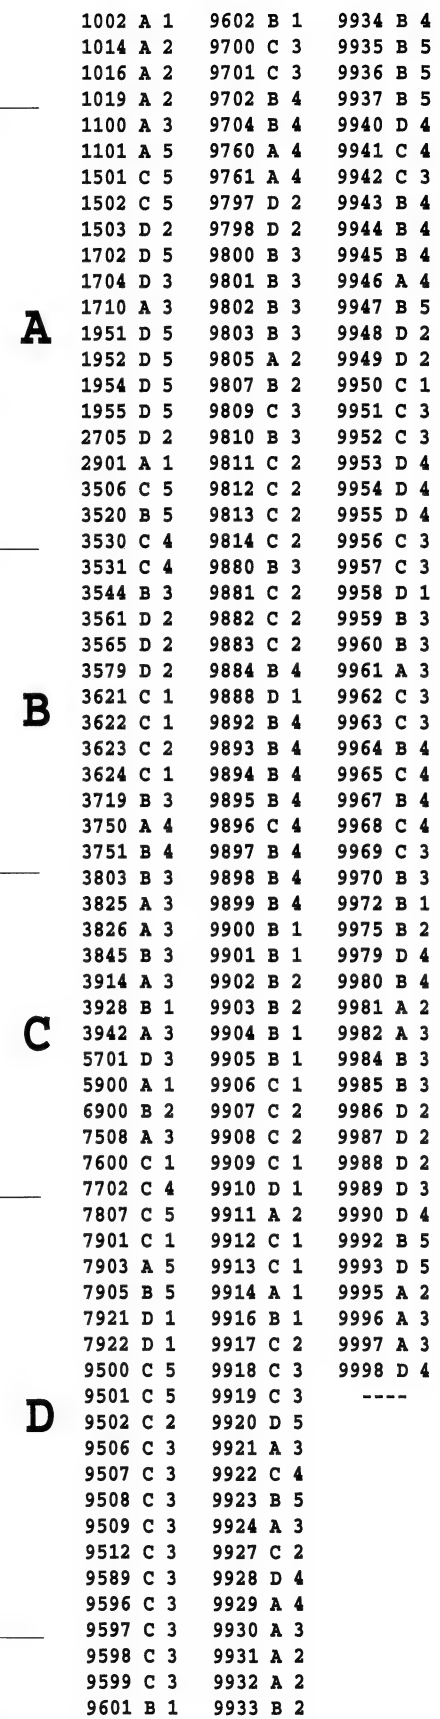 A
B
C
D
1002 A 1
1014 A 2
1016 A 2
1019 A 2
1100 A 3
1101 A 5
1501 C 5
1502 C 5
1503 D 2
1702 D 5
1704 D 3
1710 A 3
1951 D 5
1952 D 5
1954 D 5
1955 D 5
2705 D 2
2901 A 1
3506 C 5
3520 B 5
3530 C 4
3531 C 4
3544 B 3
3561 D 2
3565 D 2
3579 D 2
3621 C 1
3622 C 1
3623 C 2
3624 C 1
3719 B 3
3750 A 4
3751 B 4
3803 B 3
3825 A 3
3826 A 3
3845 B 3
3914 A 3
3928 B 1
3942 A 3
5701 D 3
5900 A 1
6900 B 2
7508 A 3
7600 C 1
7702 C 4
7807 C 5
7901 C 1
7903 A 5
7905 B 5
7921 D 1
7922 D 1
9500 C 5
9501 C 5
9502 C 2
9506 C 3
9507 C 3
9508 C 3
9509 C 3
9512 C 3
9589 C 3
9596 C 3
9597 C 3
9598 C 3
9599 C 3
9601 B 1
9602 B 1
9700 C 3
9701 C 3
9702 B 4
9704 B 4
9760 A 4
9761 A 4
9797 D 2
9798 D 2
9800 B 3
9801 B 3
9802 B 3
9803 B 3
9805 A 2
9807 B 2
9809 C 3
9810 B 3
9811 C 2
9812 C 2
9813 C 2
9814 C 2
9880 B 3
9881 C 2
9882 C 2
9883 C 2
9884 B 4
9888 D 1
9892 B 4
9893 B 4
9894 B 4
9895 B 4
9896 C 4
9897 B 4
9898 B 4
9899 B 4
9900 B 1
9901 B 1
9902 B 2
9903 B 2
9904 B 1
9905 B 1
9906 C 1
9907 C 2
9908 C 2
9909 C 1
9910 D 1
9911 A 2
9912 C 1
9913 C 1
9914 A 1
9916 B 1
9917 C 2
9918 C 3
9919 C 3
9920 D 5
9921 A 3
9922 C 4
9923 B 5
9924 A 3
9927 C 2
9928 D 4
9929 A 4
9930 A 3
9931 A 2
9932 A 2
9933 B 2
9934 B 4
9935 B 5
9936 B 5
9937 B 5
9940 D 4
9941 C 4
9942 C 3
9943 B 4
9944 B 4
9945 B 4
9946 A 4
9947 B 5
9948 D 2
9949 D 2
9950 C 1
9951 C 3
9952 C 3
9953 D 4
9954 D 4
9955 D 4
9956 C 3
9957 C 3
9958 D 1
9959 B 3
9960 B 3
9961 A 3
9962 C 3
9963 C 3
9964 B 4
9965 C 4
9967 B 4
9968 C 4
9969 C 3
9970 B 3
9972 B 1
9975 B 2
9979 D 4
9980 B 4
9981 A 2
9982 A 3
9984 B 3
9985 B 3
9986 D 2
9987 D 2
9988 D 2
9989 D 3
9990 D 4
9992 B 5
9993 D 5
9995 A 2
9996 A 3
9997 A 3
9998 D 4
----